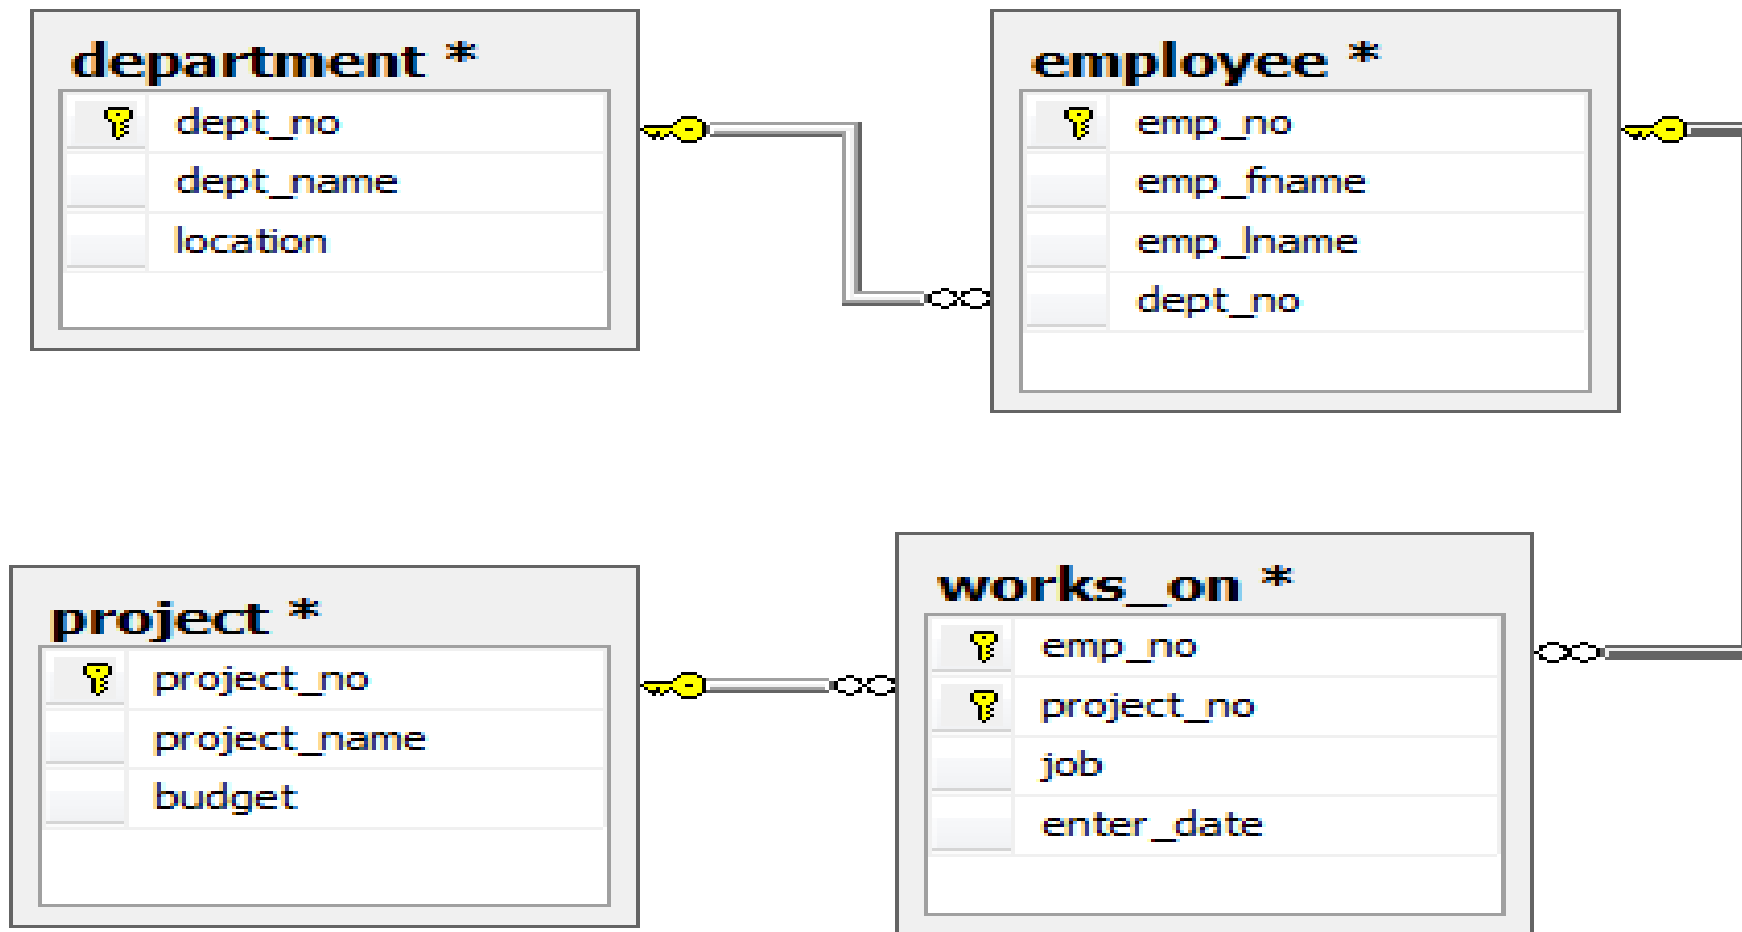 department *
dept_no
dept_name
location
employee *
emp_no
emp_fname
emp_lname
dept_no
project *
project_no
project_name
budget
works_on *
emp_no
project_no
job
enter_date